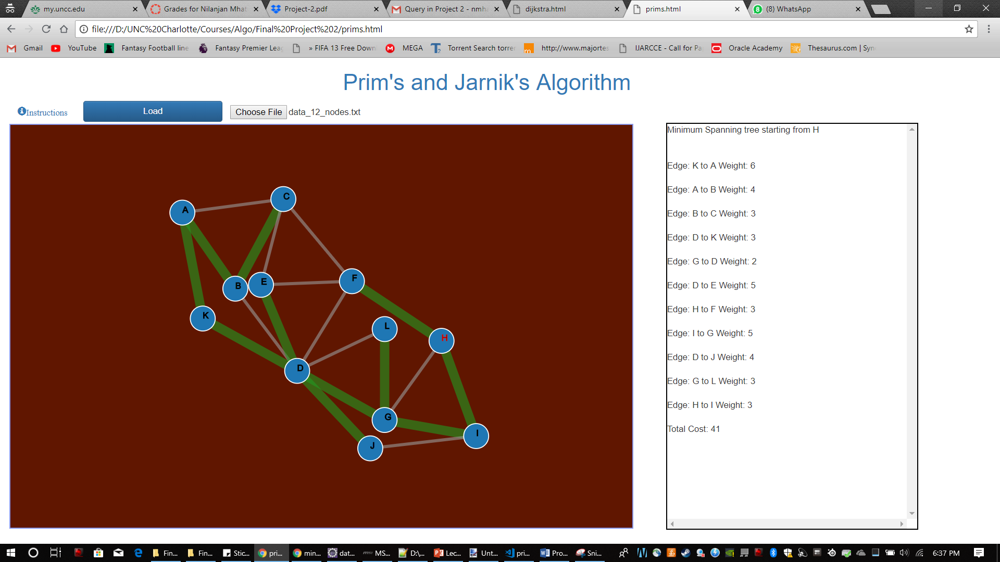 my.uncc.edu
Grades for Nilanjan Mhat
Project-2.pdf
Query in Project 2 - nmha
dijkstra.html
prims.html
(8) WhatsApp
file:///D:/UNC%20Charlotte/Courses/Algo/Final%20Project%202/prims.html
Gmail YouTube Fantasy Football line Fantasy Premier Leag » FIFA 13 Free Down MEGA Torrent Search torre http://www.majortes IJARCCE - Call for Pa Oracle Academy Thesaurus.com | Syn
Prim's and Jarnik's Algorithm
Instructions
Load
Choose File data_12_nodes.txt
A
C
B
E
F
K
L
H
D
G
I
J
Minimum Spanning tree starting from H
Edge: K to A Weight: 6
Edge: A to B Weight: 4
Edge: B to C Weight: 3
Edge: D to K Weight: 3
Edge: G to D Weight: 2
Edge: D to E Weight: 5
Edge: H to F Weight: 3
Edge: I to G Weight: 5
Edge: D to J Weight: 4
Edge: G to L Weight: 3
Edge: H to I Weight: 3
Total Cost: 41
Fin... Fin... Stic... pri... min... dat... MS... D:\... Lec... Unt... pri... Pro... Sni... 6:37 PM